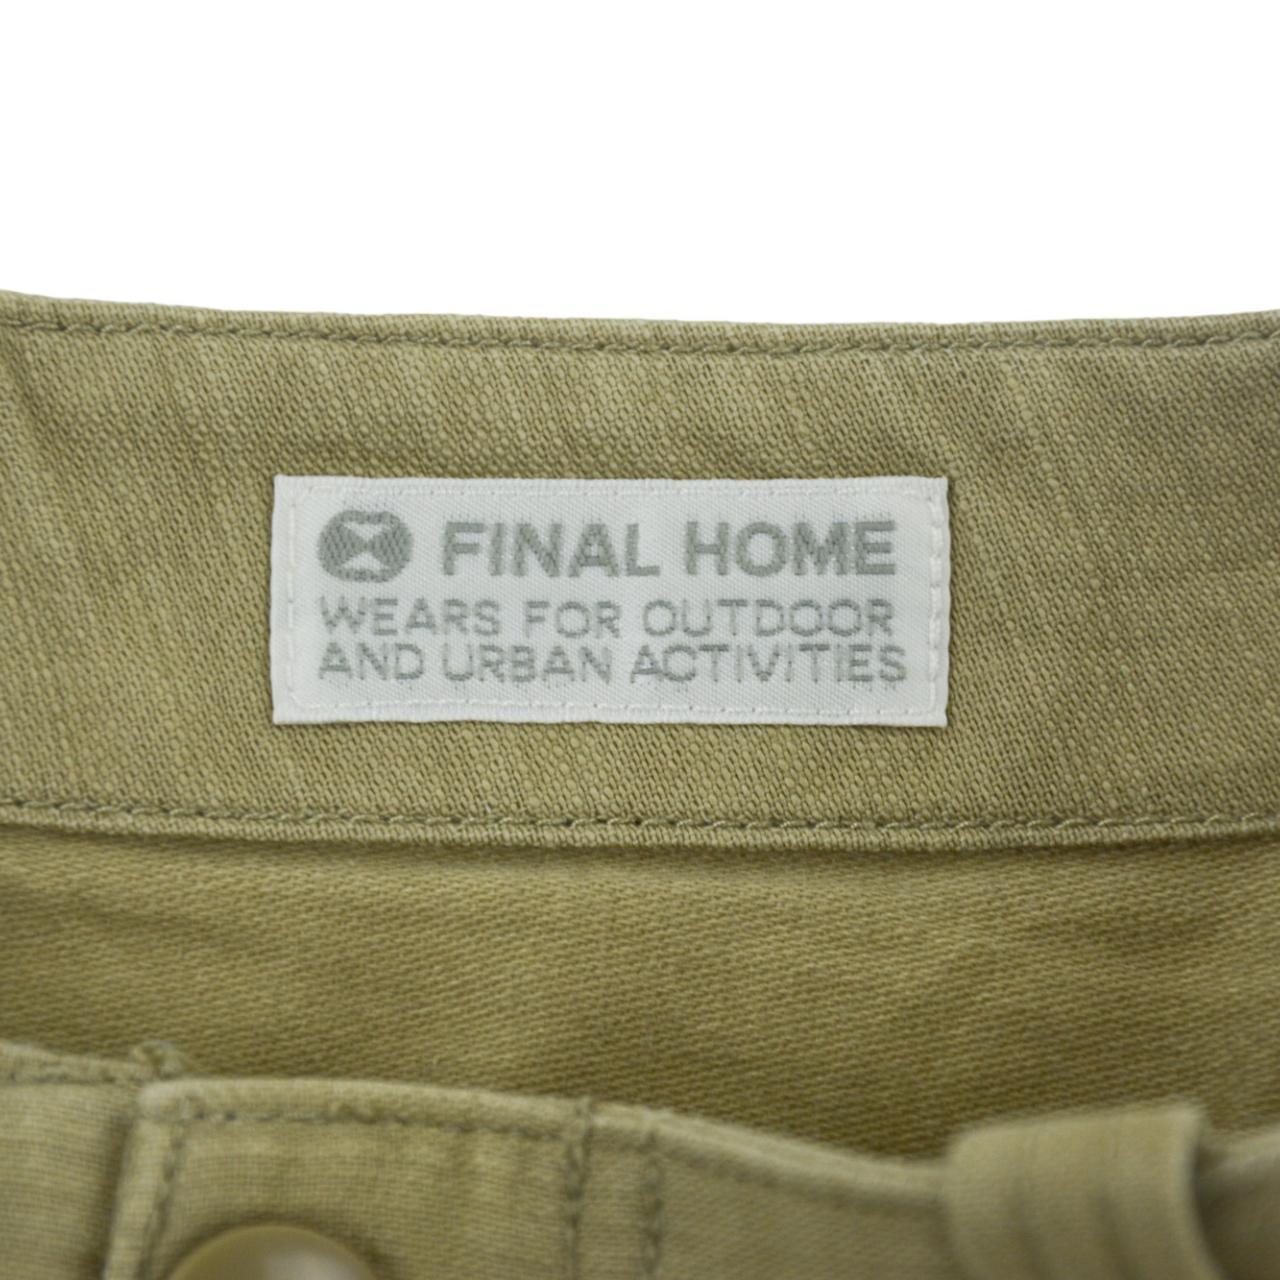 FINAL HOME
WEARS FOR OUTDOOR
AND URBAN ACTIVITIES